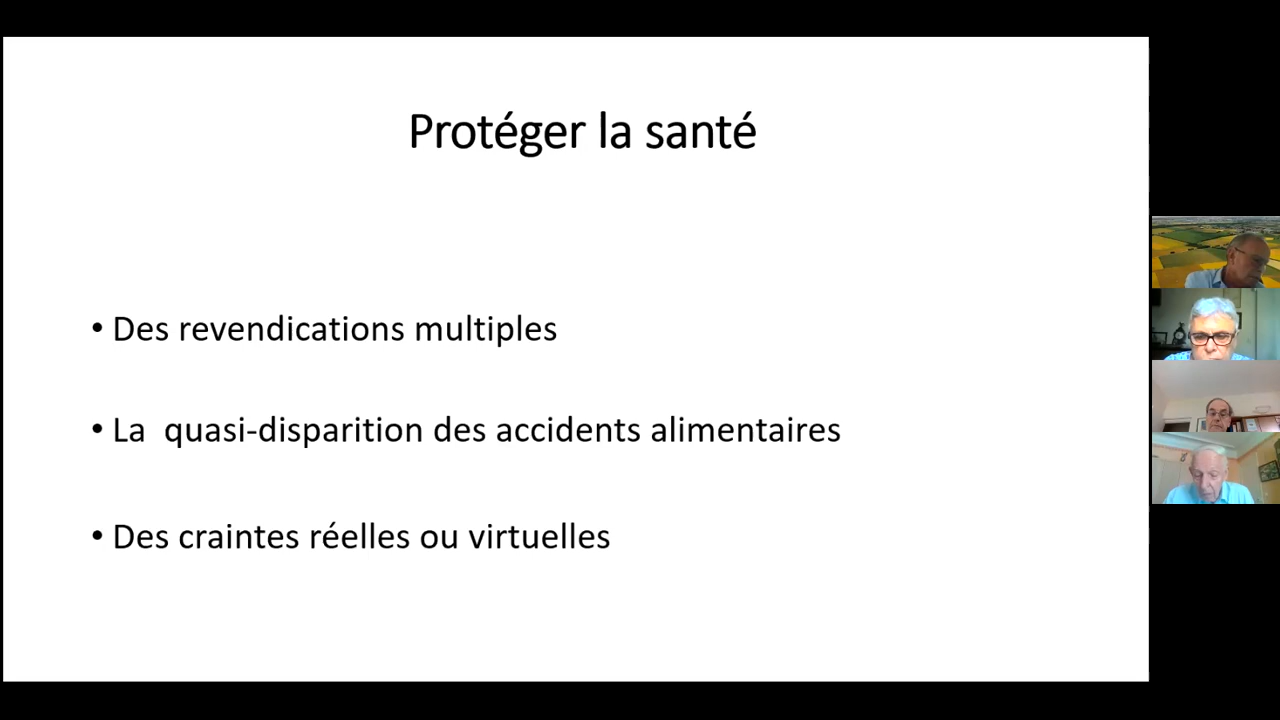 Protéger la santé
• Des revendications multiples
• La  quasi-disparition des accidents alimentaires
• Des craintes réelles ou virtuelles